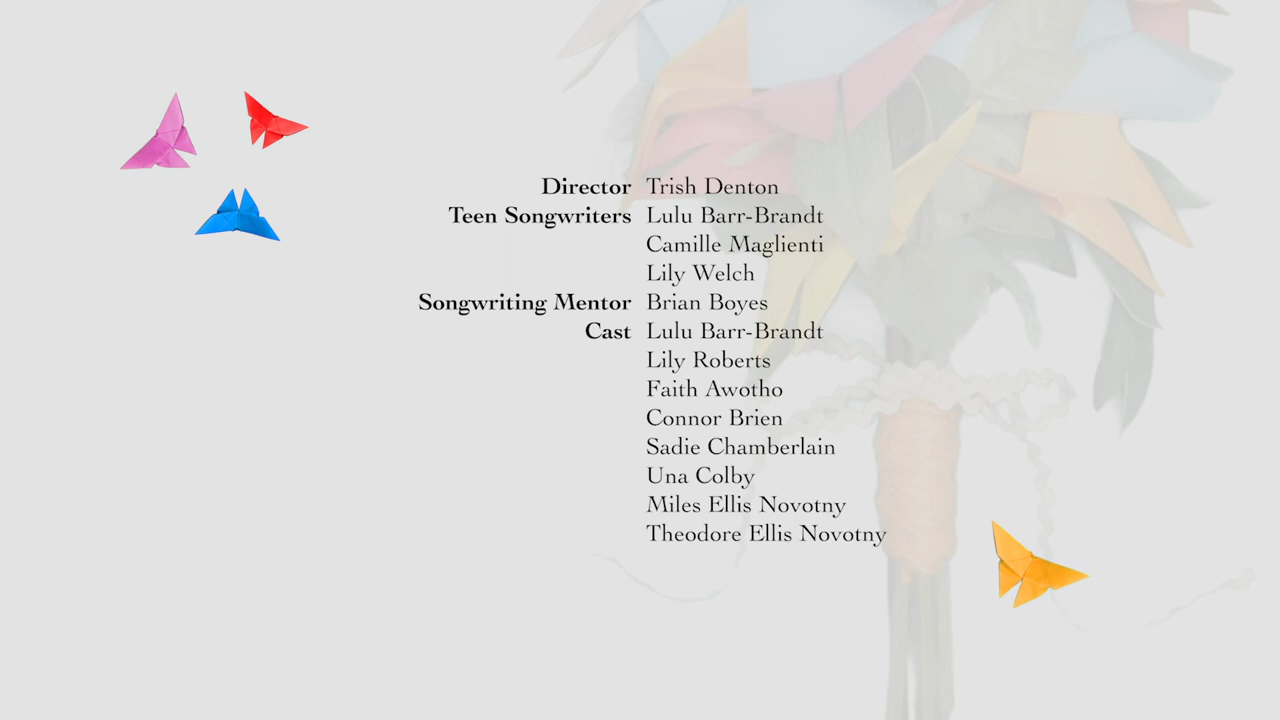 Director Trish Denton
Teen Songwriters Lulu Barr-Brandt
Camille Maglienti
Lily Welch
Songwriting Mentor Brian Boyes
Cast Lulu Barr-Brandt
Lily Roberts
Faith Awotho
Connor Brien
Sadie Chamberlain
Una Colby
Miles Ellis Novotny
Theodore Ellis Novotny